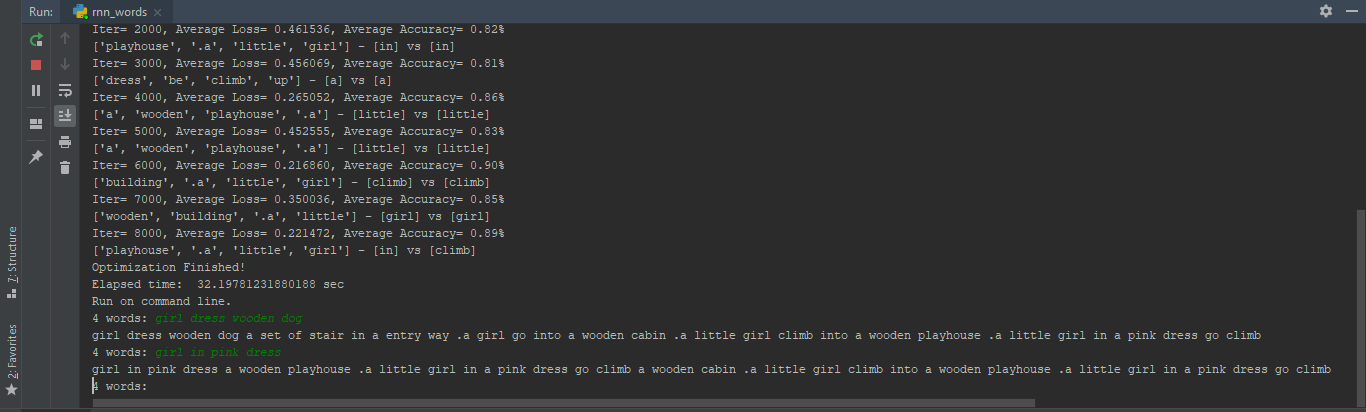 Run: rnn_words
Iter= 2000, Average Loss= 0.461536, Average Accuracy= 0.82%
['playhouse', '.a', 'little', 'girl'] - [in] vs [in]
Iter= 3000, Average Loss= 0.456069, Average Accuracy= 0.81%
['dress', 'be', 'climb', 'up'] - [a] vs [a]
Iter= 4000, Average Loss= 0.265052, Average Accuracy= 0.86%
['a', 'wooden', 'playhouse', '.a'] - [little] vs [little]
Iter= 5000, Average Loss= 0.452555, Average Accuracy= 0.83%
['a', 'wooden', 'playhouse', '.a'] - [little] vs [little]
Iter= 6000, Average Loss= 0.216860, Average Accuracy= 0.90%
['building', '.a', 'little', 'girl'] - [climb] vs [climb]
Iter= 7000, Average Loss= 0.350036, Average Accuracy= 0.85%
['wooden', 'building', '.a', 'little'] - [girl] vs [girl]
Iter= 8000, Average Loss= 0.221472, Average Accuracy= 0.89%
['playhouse', '.a', 'little', 'girl'] - [in] vs [climb]
Optimization Finished!
Elapsed time:  32.19781231880188 sec
Run on command line.
4 words: girl dress wooden dog
girl dress wooden dog a set of stair in a entry way .a girl go into a wooden cabin .a little girl climb into a wooden playhouse .a little girl in a pink dress go climb
4 words: girl in pink dress
girl in pink dress a wooden playhouse .a little girl in a pink dress go climb a wooden cabin .a little girl climb into a wooden playhouse .a little girl in a pink dress go climb
4 words:
7: Structure
2: Favorites